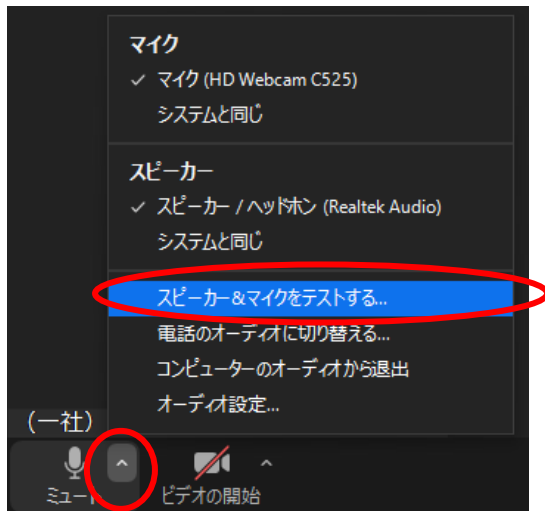 マイク
✓ マイク (HD Webcam C525)
システムと同じ
スピーカー
✓ スピーカー / ヘッドホン (Realtek Audio)
システムと同じ
スピーカー&マイクをテストする...
電話のオーディオに切り替える...
コンピューターのオーディオから退出
オーディオ設定...
(一社)
ミュート ビデオの開始